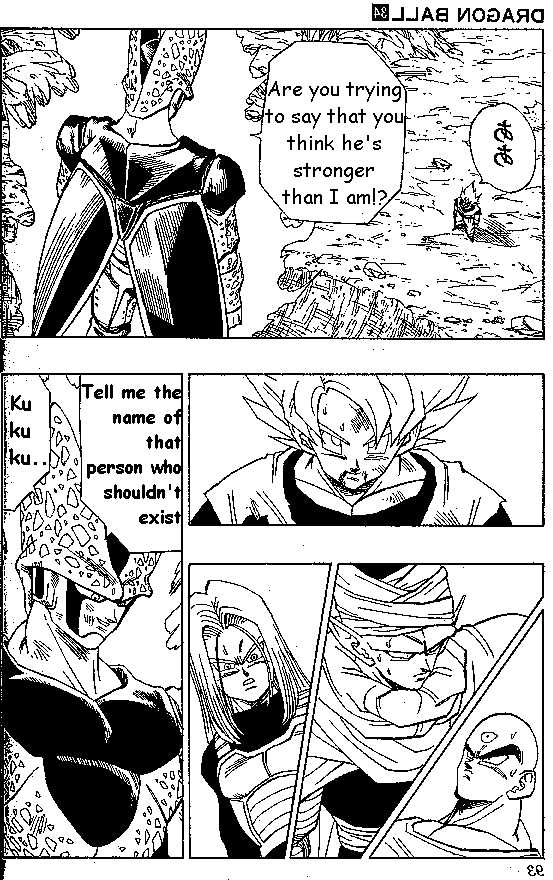 DRAGON BALL 34
Are you trying
to say that you
think he's
stronger
than I am!?
Ku
ku
ku..
Tell me the
name of
that
person who
shouldn't
exist
93